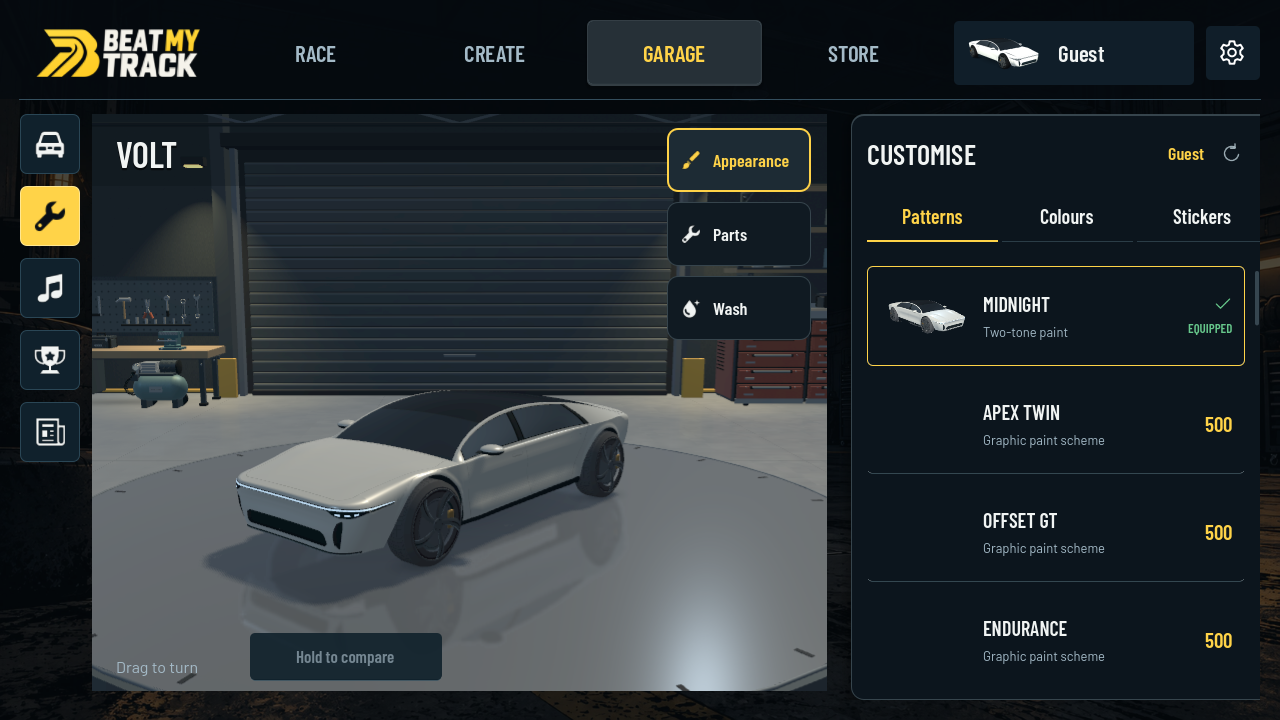 BEAT MY
TRACK
RACE
CREATE
GARAGE
STORE
Guest
VOLT
Appearance
Parts
Wash
Drag to turn
Hold to compare
CUSTOMISE
Guest
Patterns
Colours
Stickers
MIDNIGHT
Two-tone paint
EQUIPPED
APEX TWIN
Graphic paint scheme
500
OFFSET GT
Graphic paint scheme
500
ENDURANCE
Graphic paint scheme
500